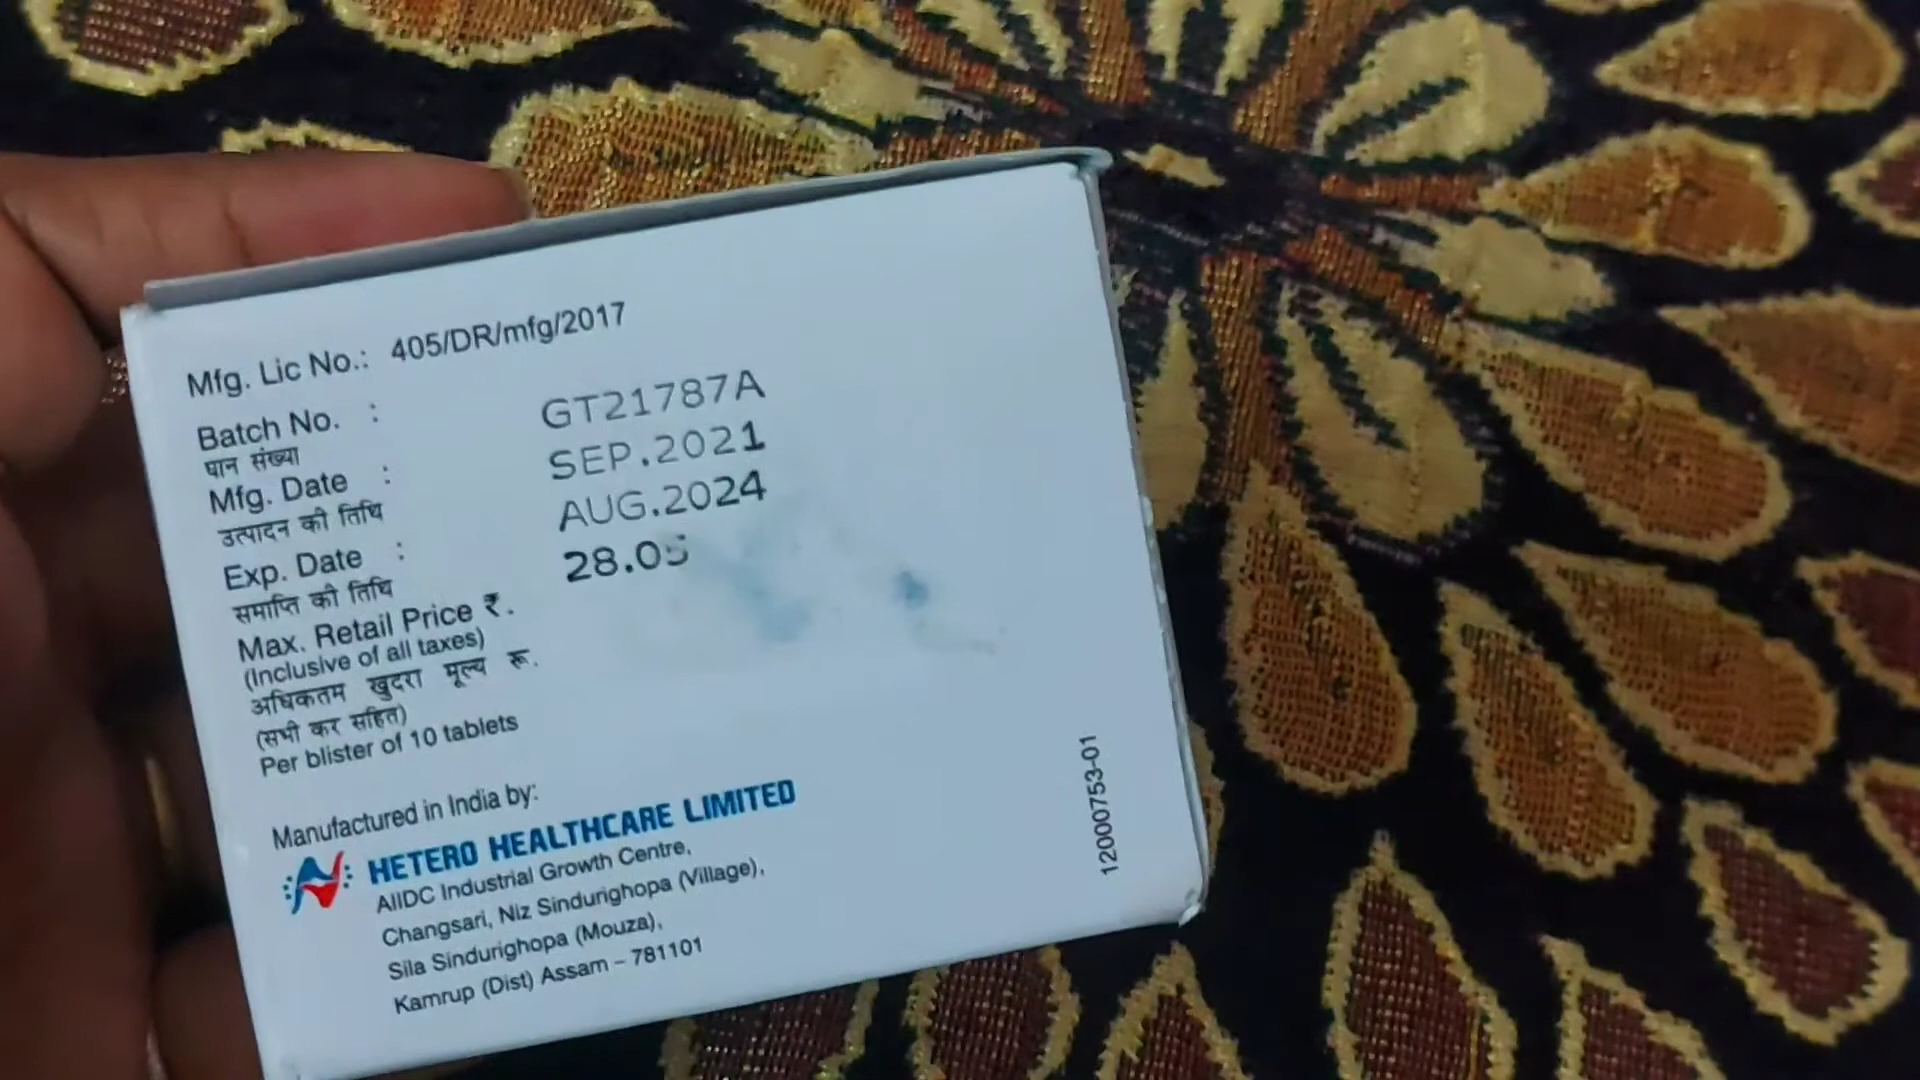 Mfg. Lic No.: 405/DR/mfg/2017
Batch No. : GT21787A
घान संख्या
Mfg. Date : SEP.2021
उत्पादन की तिथि
Exp. Date : AUG.2024
समाप्ति की तिथि
Max. Retail Price ₹. 28.05
(Inclusive of all taxes)
अधिकतम खुदरा मूल्य रू.
(सभी कर सहित)
Per blister of 10 tablets
Manufactured in India by:
HETERO HEALTHCARE LIMITED
AIIDC Industrial Growth Centre,
Changsari, Niz Sindurighopa (Village),
Sila Sindurighopa (Mouza),
Kamrup (Dist) Assam – 781101
12000753-01